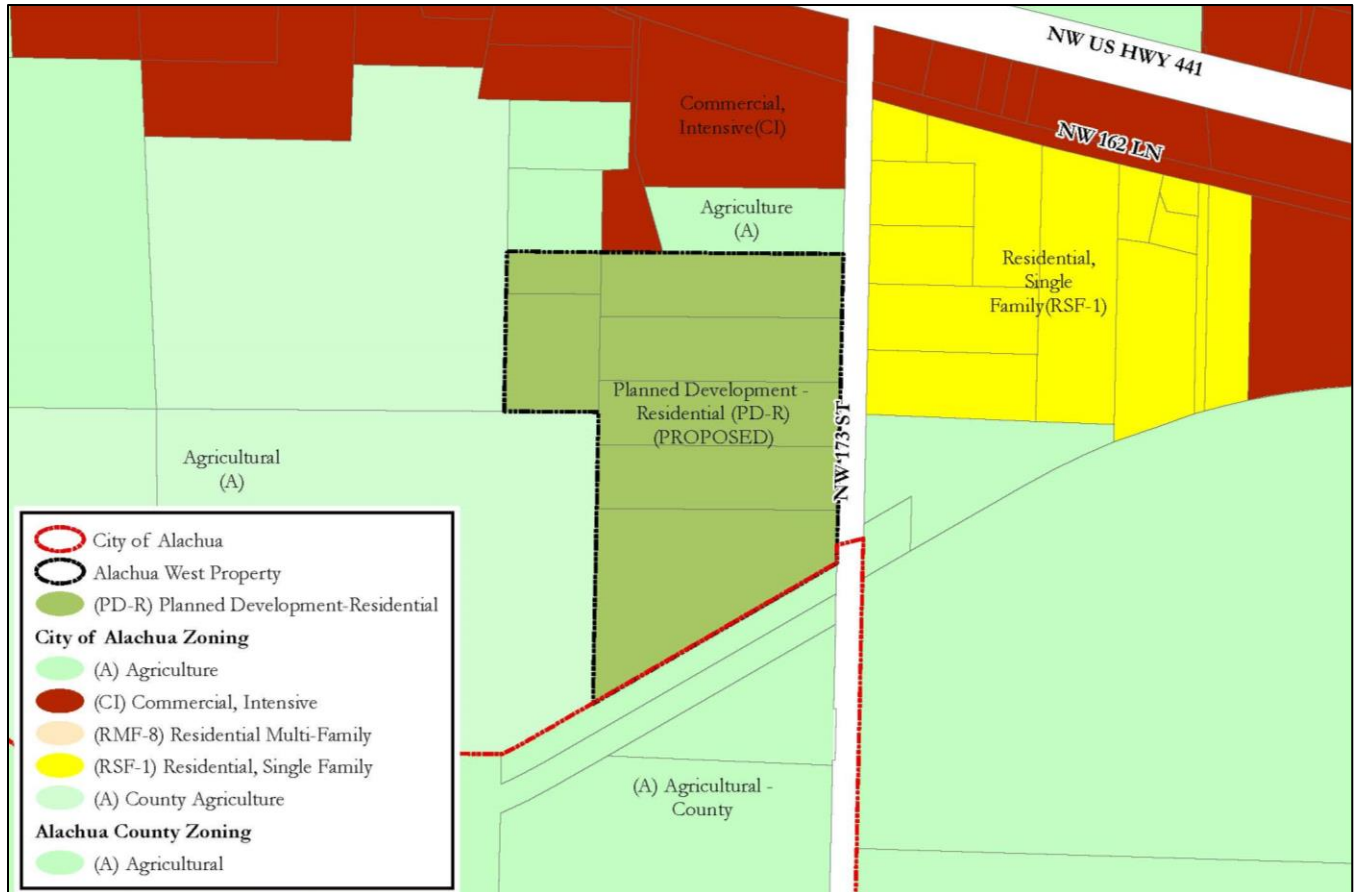 NW US HWY 441
Commercial,
Intensive(CI)
NW 162 LN
Agriculture
(A)
Residential,
Single
Family(RSF-1)
Planned Development -
Residential (PD-R)
(PROPOSED)
NW 173 ST
Agricultural
(A)
City of Alachua
Alachua West Property
(PD-R) Planned Development-Residential
City of Alachua Zoning
(A) Agriculture
(CI) Commercial, Intensive
(RMF-8) Residential Multi-Family
(RSF-1) Residential, Single Family
(A) County Agriculture
Alachua County Zoning
(A) Agricultural
(A) Agricultural -
County